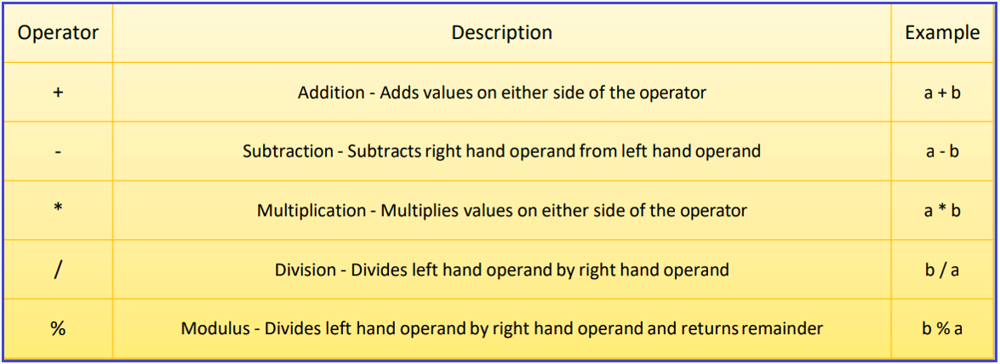 Operator Description Example
+ Addition - Adds values on either side of the operator a + b
- Subtraction - Subtracts right hand operand from left hand operand a - b
* Multiplication - Multiplies values on either side of the operator a * b
/ Division - Divides left hand operand by right hand operand b / a
% Modulus - Divides left hand operand by right hand operand and returns remainder b % a